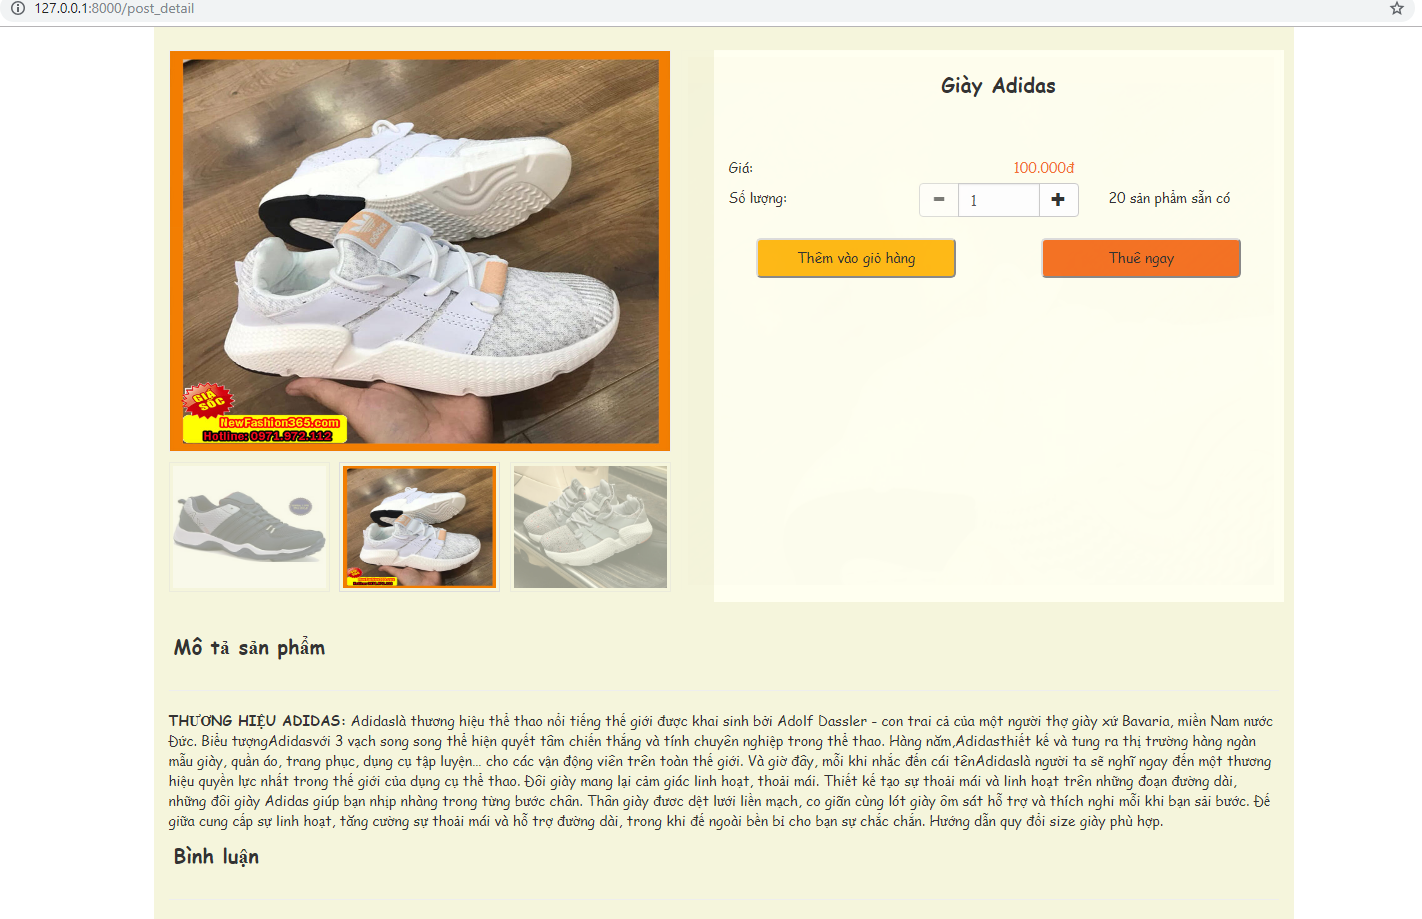 127.0.0.1:8000/post_detail
Giày Adidas
Giá:
100.000đ
Số lượng:
1
20 sản phẩm sẵn có
Thêm vào giỏ hàng
Thuê ngay
adidas
GIÁ
SỐC
NewFashion365.com
Hotline: 0971.972.112
Mô tả sản phẩm
THƯƠNG HIỆU ADIDAS: Adidaslà thương hiệu thể thao nổi tiếng thế giới được khai sinh bởi Adolf Dassler - con trai cả của một người thợ giày xứ Bavaria, miền Nam nước
Đức. Biểu tượngAdidasvới 3 vạch song song thể hiện quyết tâm chiến thắng và tính chuyên nghiệp trong thể thao. Hàng năm,Adidasthiết kế và tung ra thị trường hàng ngàn
mẫu giày, quần áo, trang phục, dụng cụ tập luyện... cho các vận động viên trên toàn thế giới. Và giờ đây, mỗi khi nhắc đến cái tênAdidaslà người ta sẽ nghĩ ngay đến một thương
hiệu quyền lực nhất trong thế giới của dụng cụ thể thao. Đôi giày mang lại cảm giác linh hoạt, thoải mái. Thiết kế tạo sự thoải mái và linh hoạt trên những đoạn đường dài,
những đôi giày Adidas giúp bạn nhịp nhàng trong từng bước chân. Thân giày đươc dệt lưới liền mạch, co giãn cùng lót giày ôm sát hỗ trợ và thích nghi mỗi khi bạn sải bước. Đế
giữa cung cấp sự linh hoạt, tăng cường sự thoải mái và hỗ trợ đường dài, trong khi đế ngoài bền bỉ cho bạn sự chắc chắn. Hướng dẫn quy đổi size giày phù hợp.
Bình luận